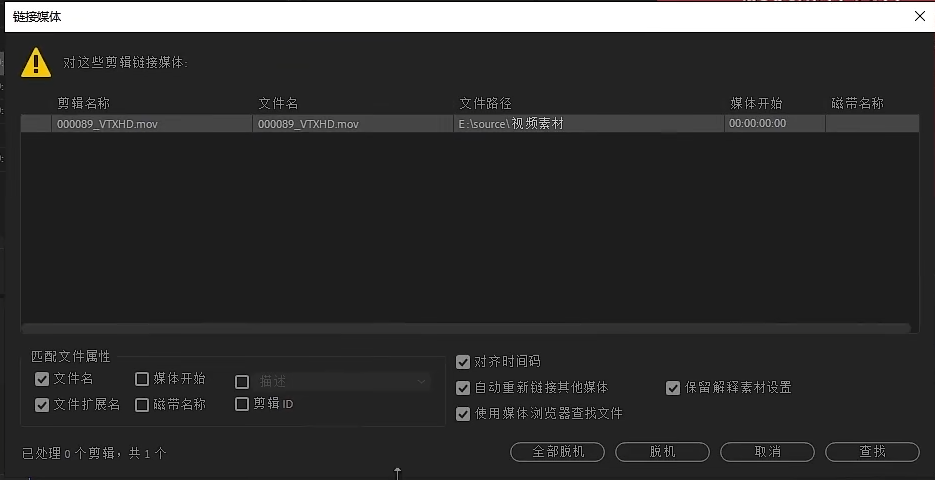 链接媒体
对这些剪辑链接媒体:
剪辑名称 文件名 文件路径 媒体开始 磁带名称
000089_VTXHD.mov 000089_VTXHD.mov E:\source\视频素材 00:00:00:00
匹配文件属性
文件名 媒体开始 描述
文件扩展名 磁带名称 剪辑 ID
对齐时间码
自动重新链接其他媒体 保留解释素材设置
使用媒体浏览器查找文件
已处理 0 个剪辑，共 1 个
全部脱机 脱机 取消 查找